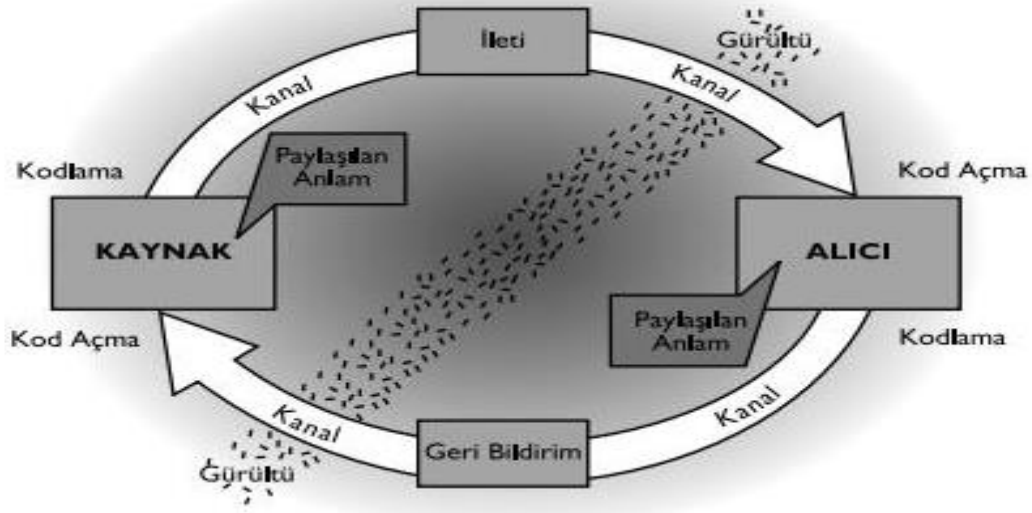 İleti
Gürültü
Kanal
Kanal
Paylaşılan
Anlam
Kodlama
Kod Açma
KAYNAK
ALICI
Paylaşılan
Anlam
Kod Açma
Kodlama
Kanal
Kanal
Geri Bildirim
Gürültü